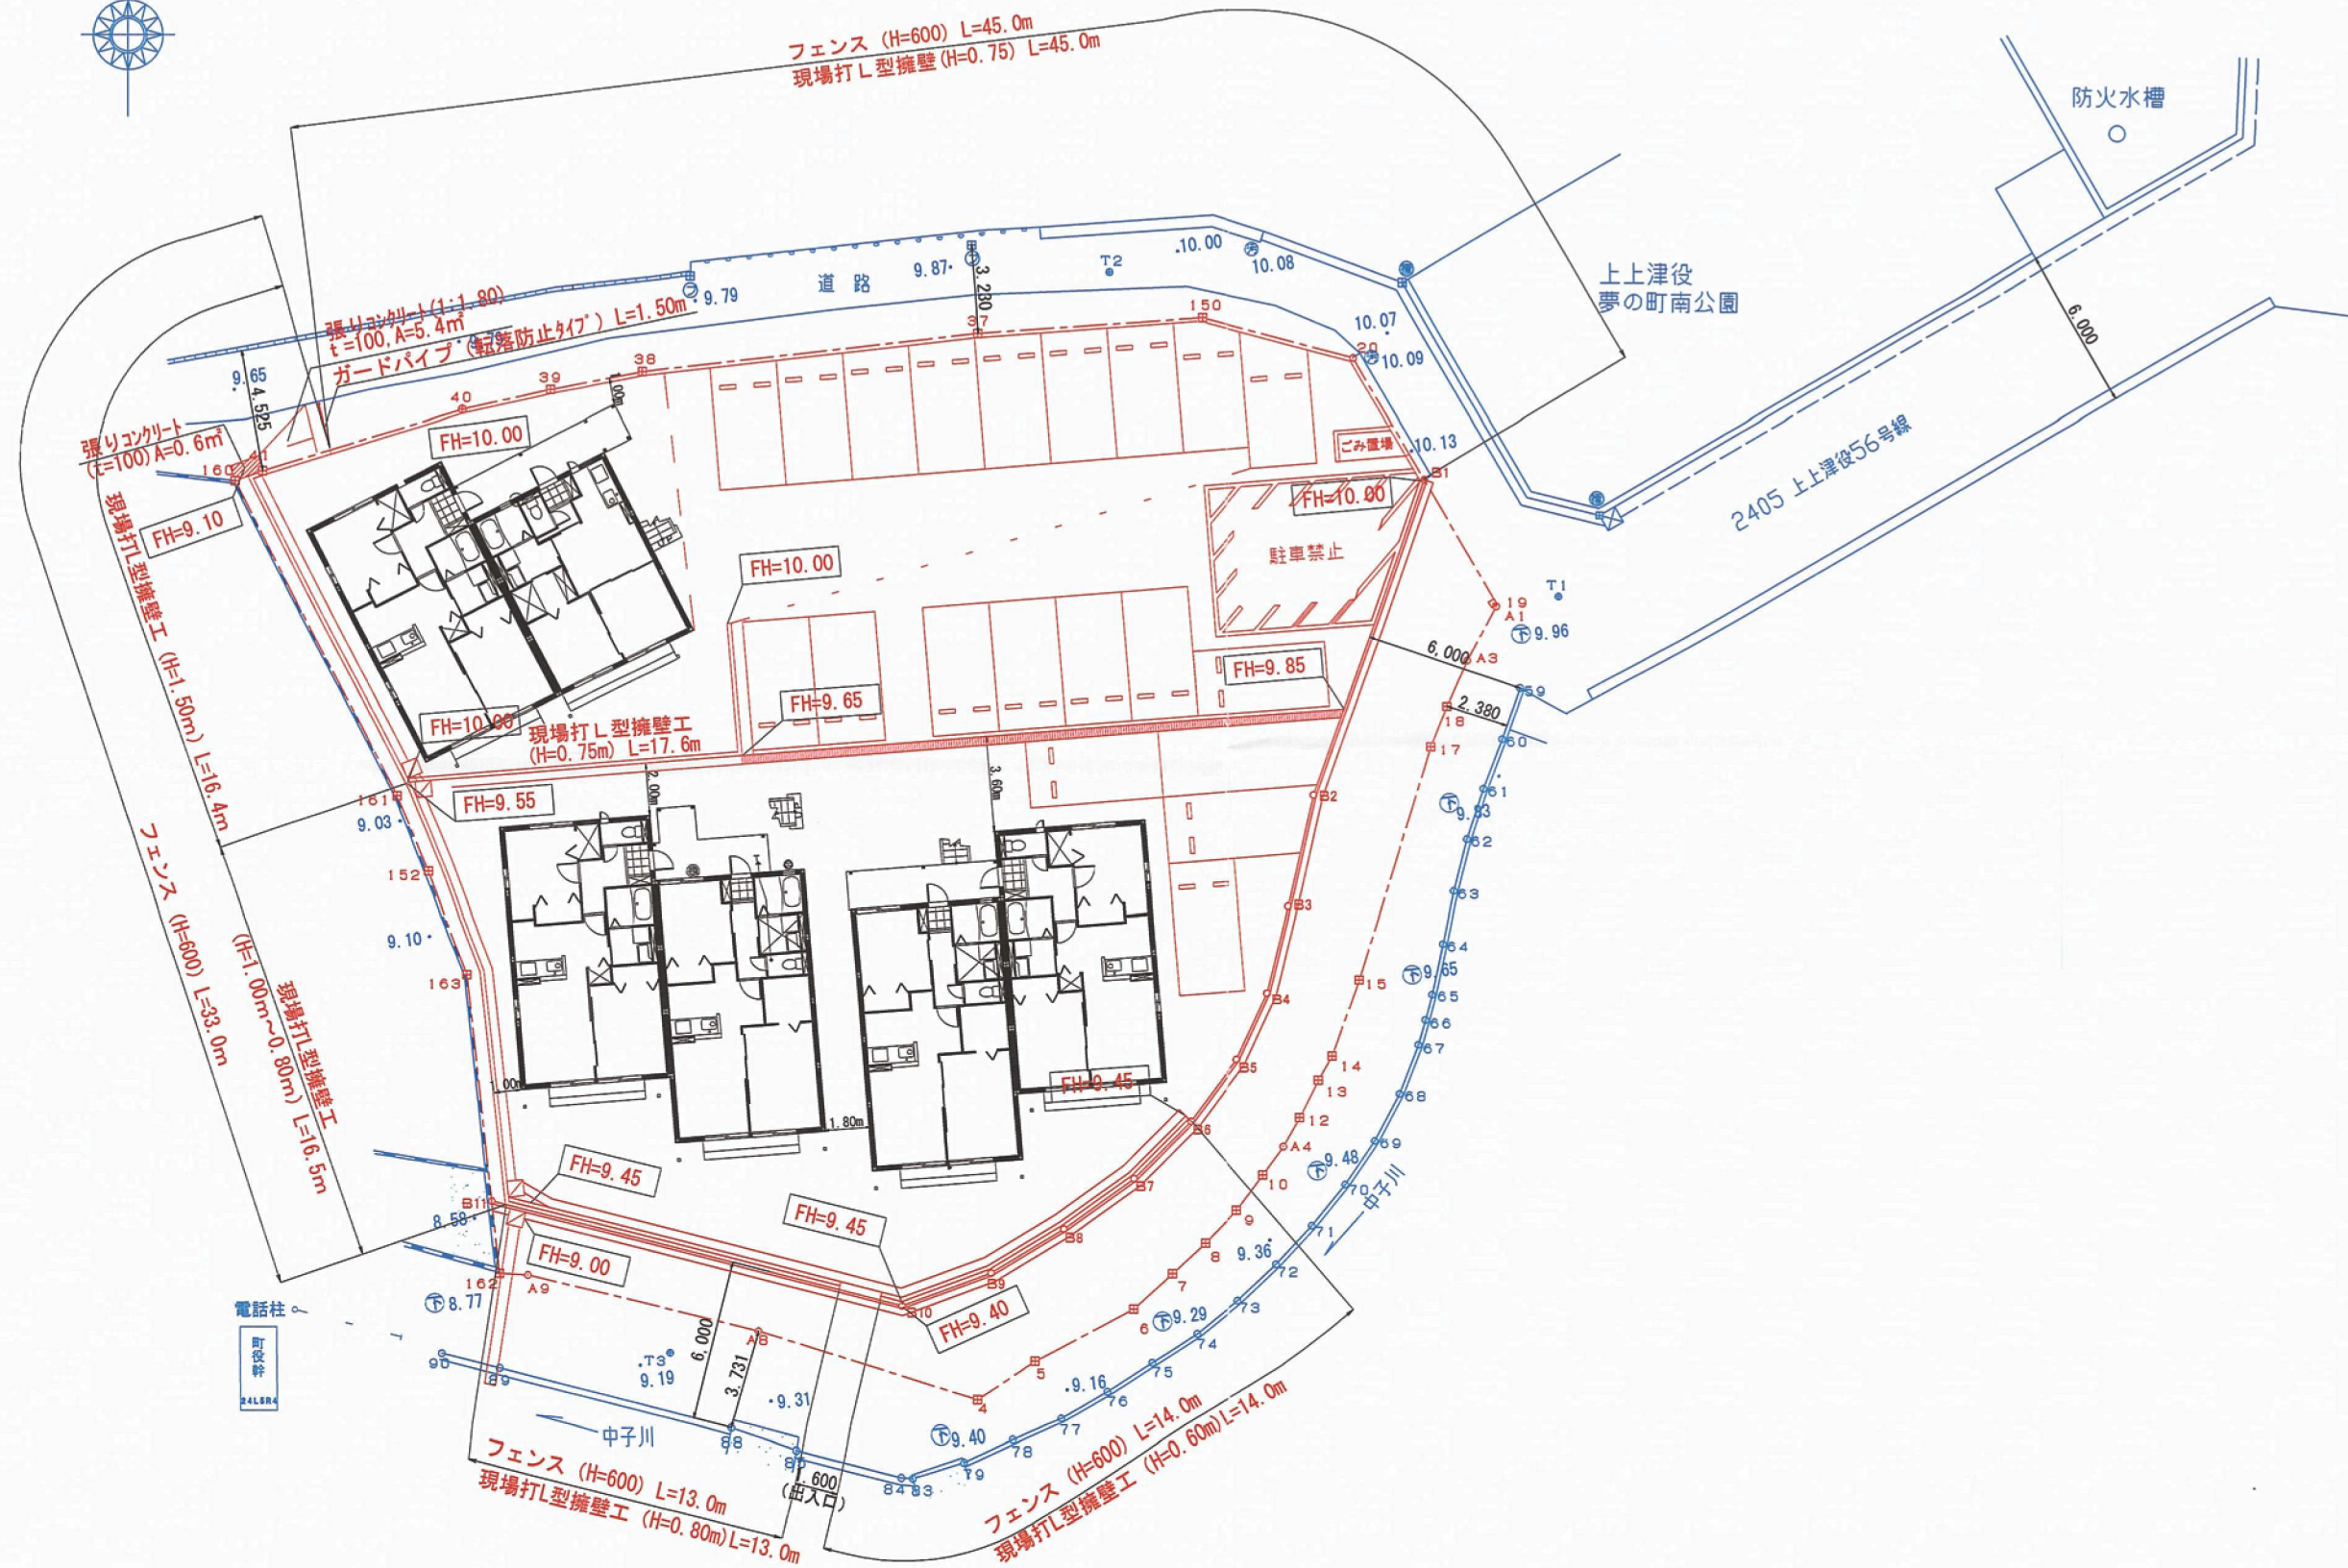 フェンス (H=600) L=45.0m
現場打L型擁壁(H=0.75) L=45.0m
防火水槽
上上津役
夢の町南公園
6.000
2405 上上津役56号線
道 路
9.87
3.230
T2
10.00
10.08
9.79
張りコンクリート(1:1.80)
t=100,A=5.4㎡
ガードパイプ (転落防止タイプ) L=1.50m
9.65
4.525
張りコンクリート
(t=100)A=0.6㎡
160
41
40
39
38
37
150
20
10.07
10.09
10.13
1.00m
FH=10.00
ごみ置場
B1
FH=10.00
駐車禁止
FH=9.10
現場打L型擁壁工 (H=1.50m) L=16.4m
FH=10.00
T1
19
A1
9.96
6,000
A3
59
2.380
18
17
60
FH=9.85
FH=9.65
FH=10.00
現場打L型擁壁工
(H=0.75m) L=17.6m
2.00m
3.60m
FH=9.55
161
9.03
152
9.10
163
フェンス (H=600) L=33.0m
現場打L型擁壁工
(H=1.00m~0.80m) L=16.5m
B2
B3
B4
B5
B6
B7
B8
B9
B10
61
9.83
62
63
64
9.65
65
66
67
68
69
15
14
13
12
A4
9.48
10
70
中子川
71
9
8
9.36
72
7
73
6
9.29
74
5
75
9.16
76
4
77
9.40
78
79
FH=9.45
1.80m
FH=9.45
FH=9.45
FH=9.00
FH=9.40
B11
8.58
162
A9
8.77
電話柱
町役幹
A8
6,000
3.731
T3
9.19
9.31
90
89
88
84
83
中子川
(出入口)
フェンス (H=600) L=13.0m
現場打L型擁壁工 (H=0.80m)L=13.0m
フェンス (H=600) L=14.0m
現場打L型擁壁工 (H=0.60m)L=14.0m